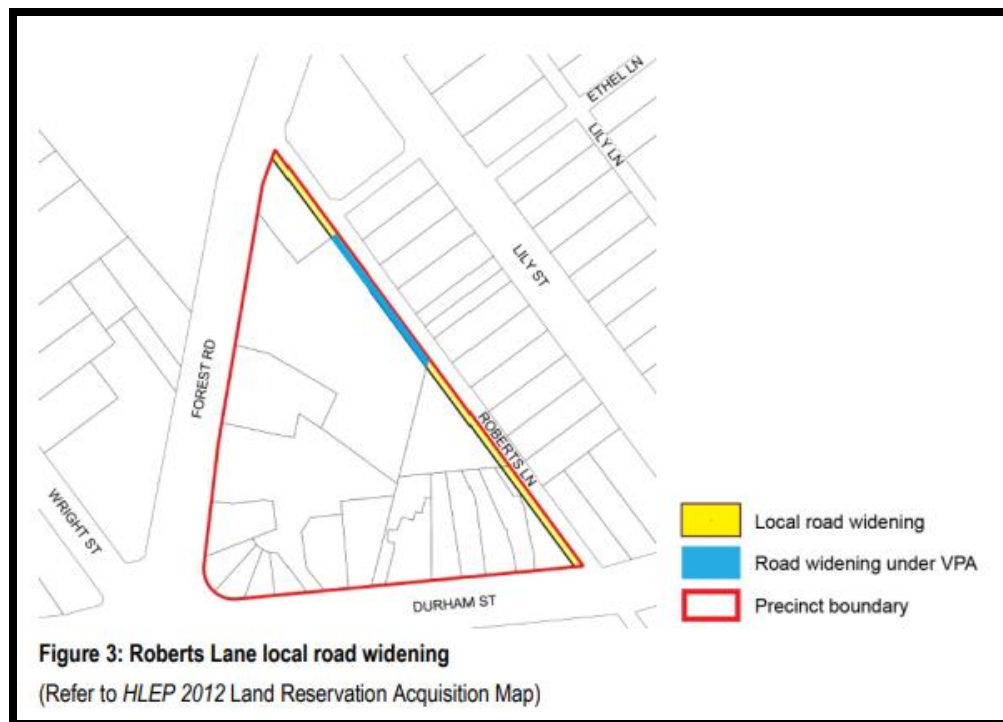 ETHEL LN
LILY LN
LILY ST
FOREST RD
ROBERTS LN
WRIGHT ST
DURHAM ST
Local road widening
Road widening under VPA
Precinct boundary
Figure 3: Roberts Lane local road widening
(Refer to HLEP 2012 Land Reservation Acquisition Map)